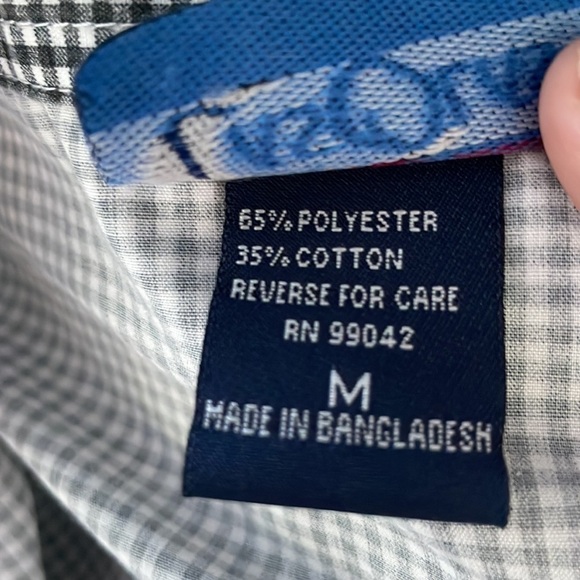 65% POLYESTER
35% COTTON
REVERSE FOR CARE
RN 99042
M
MADE IN BANGLADESH